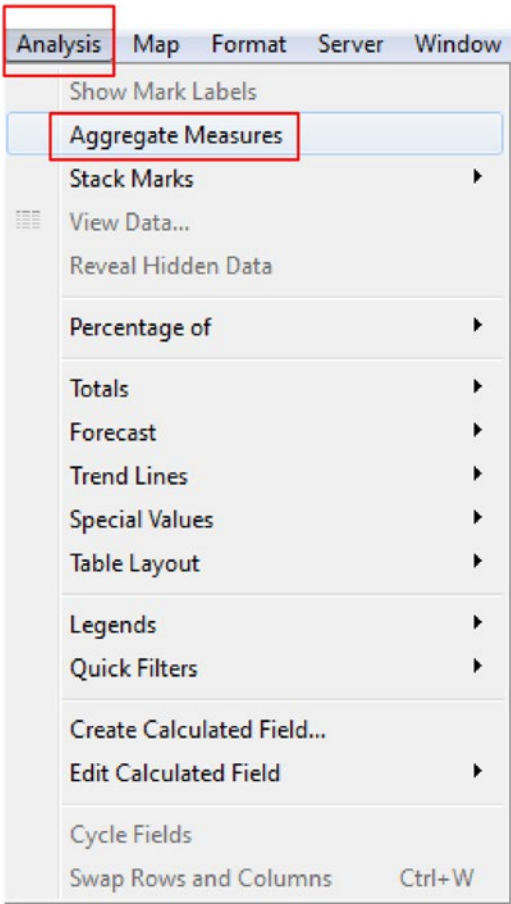 Analysis Map Format Server Window
Show Mark Labels
Aggregate Measures
Stack Marks
View Data...
Reveal Hidden Data
Percentage of
Totals
Forecast
Trend Lines
Special Values
Table Layout
Legends
Quick Filters
Create Calculated Field...
Edit Calculated Field
Cycle Fields
Swap Rows and Columns Ctrl+W